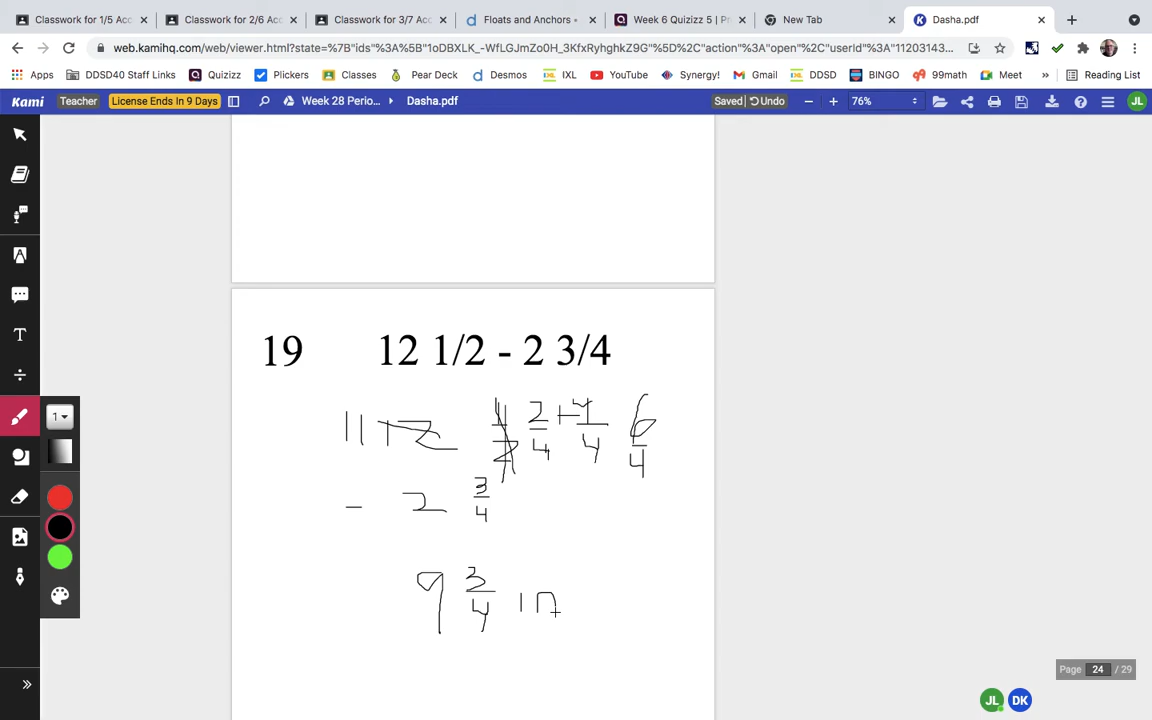 Classwork for 1/5 Acc
Classwork for 2/6 Acc
Classwork for 3/7 Acc
Floats and Anchors •
Week 6 Quizizz 5 | P
New Tab
Dasha.pdf
web.kamihq.com/web/viewer.html?state=%7B"ids"%3A%5B"1oDBXLK_-WfLGJmZo0H_3KfxRyhghkZ9G"%5D%2C"action"%3A"open"%2C"userId"%3A"11203143...
Apps DDSD40 Staff Links Quizizz Plickers Classes Pear Deck Desmos IXL YouTube Synergy! Gmail DDSD BINGO 99math Meet » Reading List
Kami Teacher License Ends In 9 Days Week 28 Perio... Dasha.pdf Saved Undo 76% JL
19 12 1/2 - 2 3/4
11 12 1/2 2/4 + 4/4 6/4
- 2 3/4
9 3/4 in
1
Page 24 / 29
JL DK